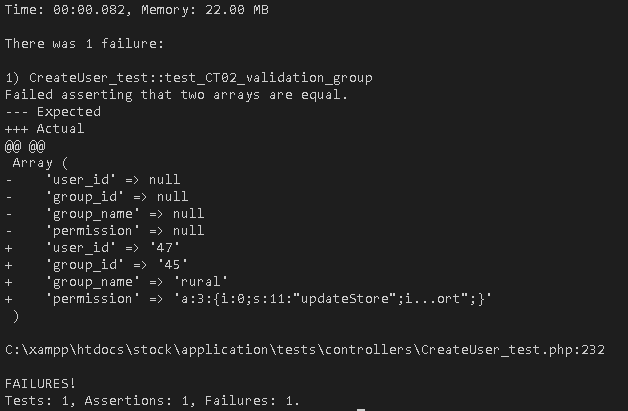 Time: 00:00.082, Memory: 22.00 MB
There was 1 failure:
1) CreateUser_test::test_CT02_validation_group
Failed asserting that two arrays are equal.
--- Expected
+++ Actual
@@ @@
 Array (
-    'user_id' => null
-    'group_id' => null
-    'group_name' => null
-    'permission' => null
+    'user_id' => '47'
+    'group_id' => '45'
+    'group_name' => 'rural'
+    'permission' => 'a:3:{i:0;s:11:"updateStore";i...ort";}'
 )
C:\xampp\htdocs\stock\application\tests\controllers\CreateUser_test.php:232
FAILURES!
Tests: 1, Assertions: 1, Failures: 1.